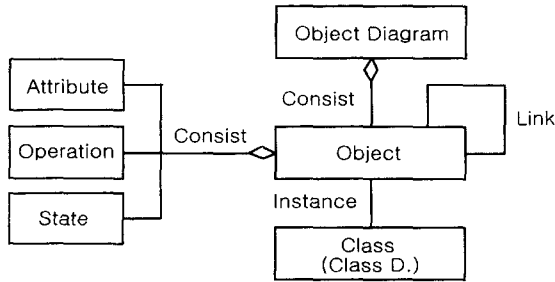 Object Diagram
Attribute
Consist
Link
Operation
Consist
Object
State
Instance
Class
(Class D.)